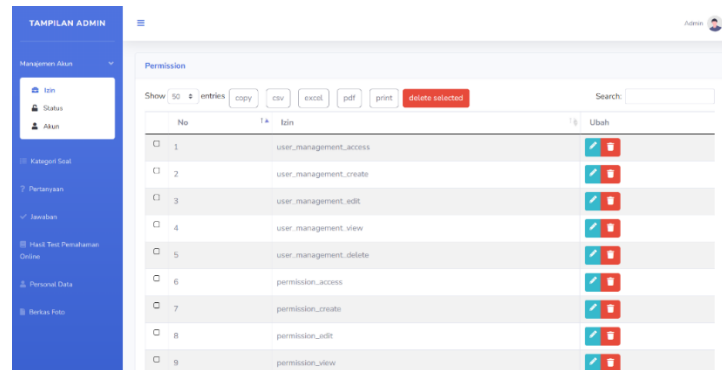 TAMPILAN ADMIN
Admin
Manajemen Akun
Izin
Status
Akun
Kategori Soal
Pertanyaan
Jawaban
Hasil Test Pemahaman
Online
Personal Data
Berkas Foto
Permission
Show 50 entries copy csv excel pdf print delete selected Search:
No Izin Ubah
1 user_management_access
2 user_management_create
3 user_management_edit
4 user_management_view
5 user_management_delete
6 permission_access
7 permission_create
8 permission_edit
9 permission_view